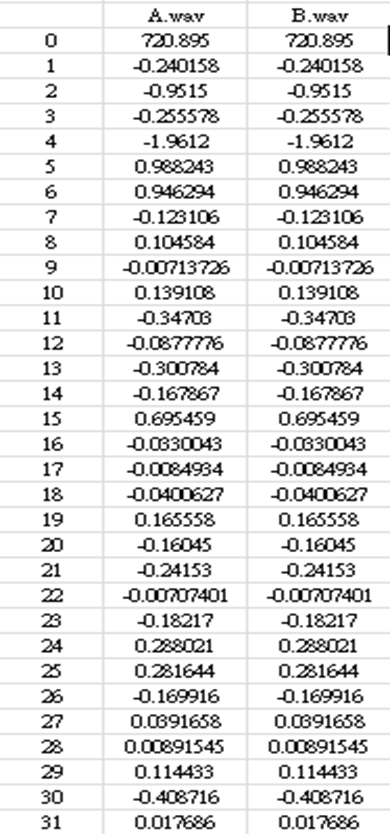 A.wav B.wav
0 720.895 720.895
1 -0.240158 -0.240158
2 -0.9515 -0.9515
3 -0.255578 -0.255578
4 -1.9612 -1.9612
5 0.988243 0.988243
6 0.946294 0.946294
7 -0.123106 -0.123106
8 0.104584 0.104584
9 -0.00713726 -0.00713726
10 0.139108 0.139108
11 -0.34703 -0.34703
12 -0.0877776 -0.0877776
13 -0.300784 -0.300784
14 -0.167867 -0.167867
15 0.695459 0.695459
16 -0.0330043 -0.0330043
17 -0.0084934 -0.0084934
18 -0.0400627 -0.0400627
19 0.165558 0.165558
20 -0.16045 -0.16045
21 -0.24153 -0.24153
22 -0.00707401 -0.00707401
23 -0.18217 -0.18217
24 0.288021 0.288021
25 0.281644 0.281644
26 -0.169916 -0.169916
27 0.0391658 0.0391658
28 0.00891545 0.00891545
29 0.114433 0.114433
30 -0.408716 -0.408716
31 0.017686 0.017686